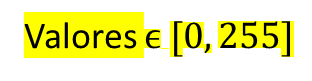 Valores ϵ [0, 255]